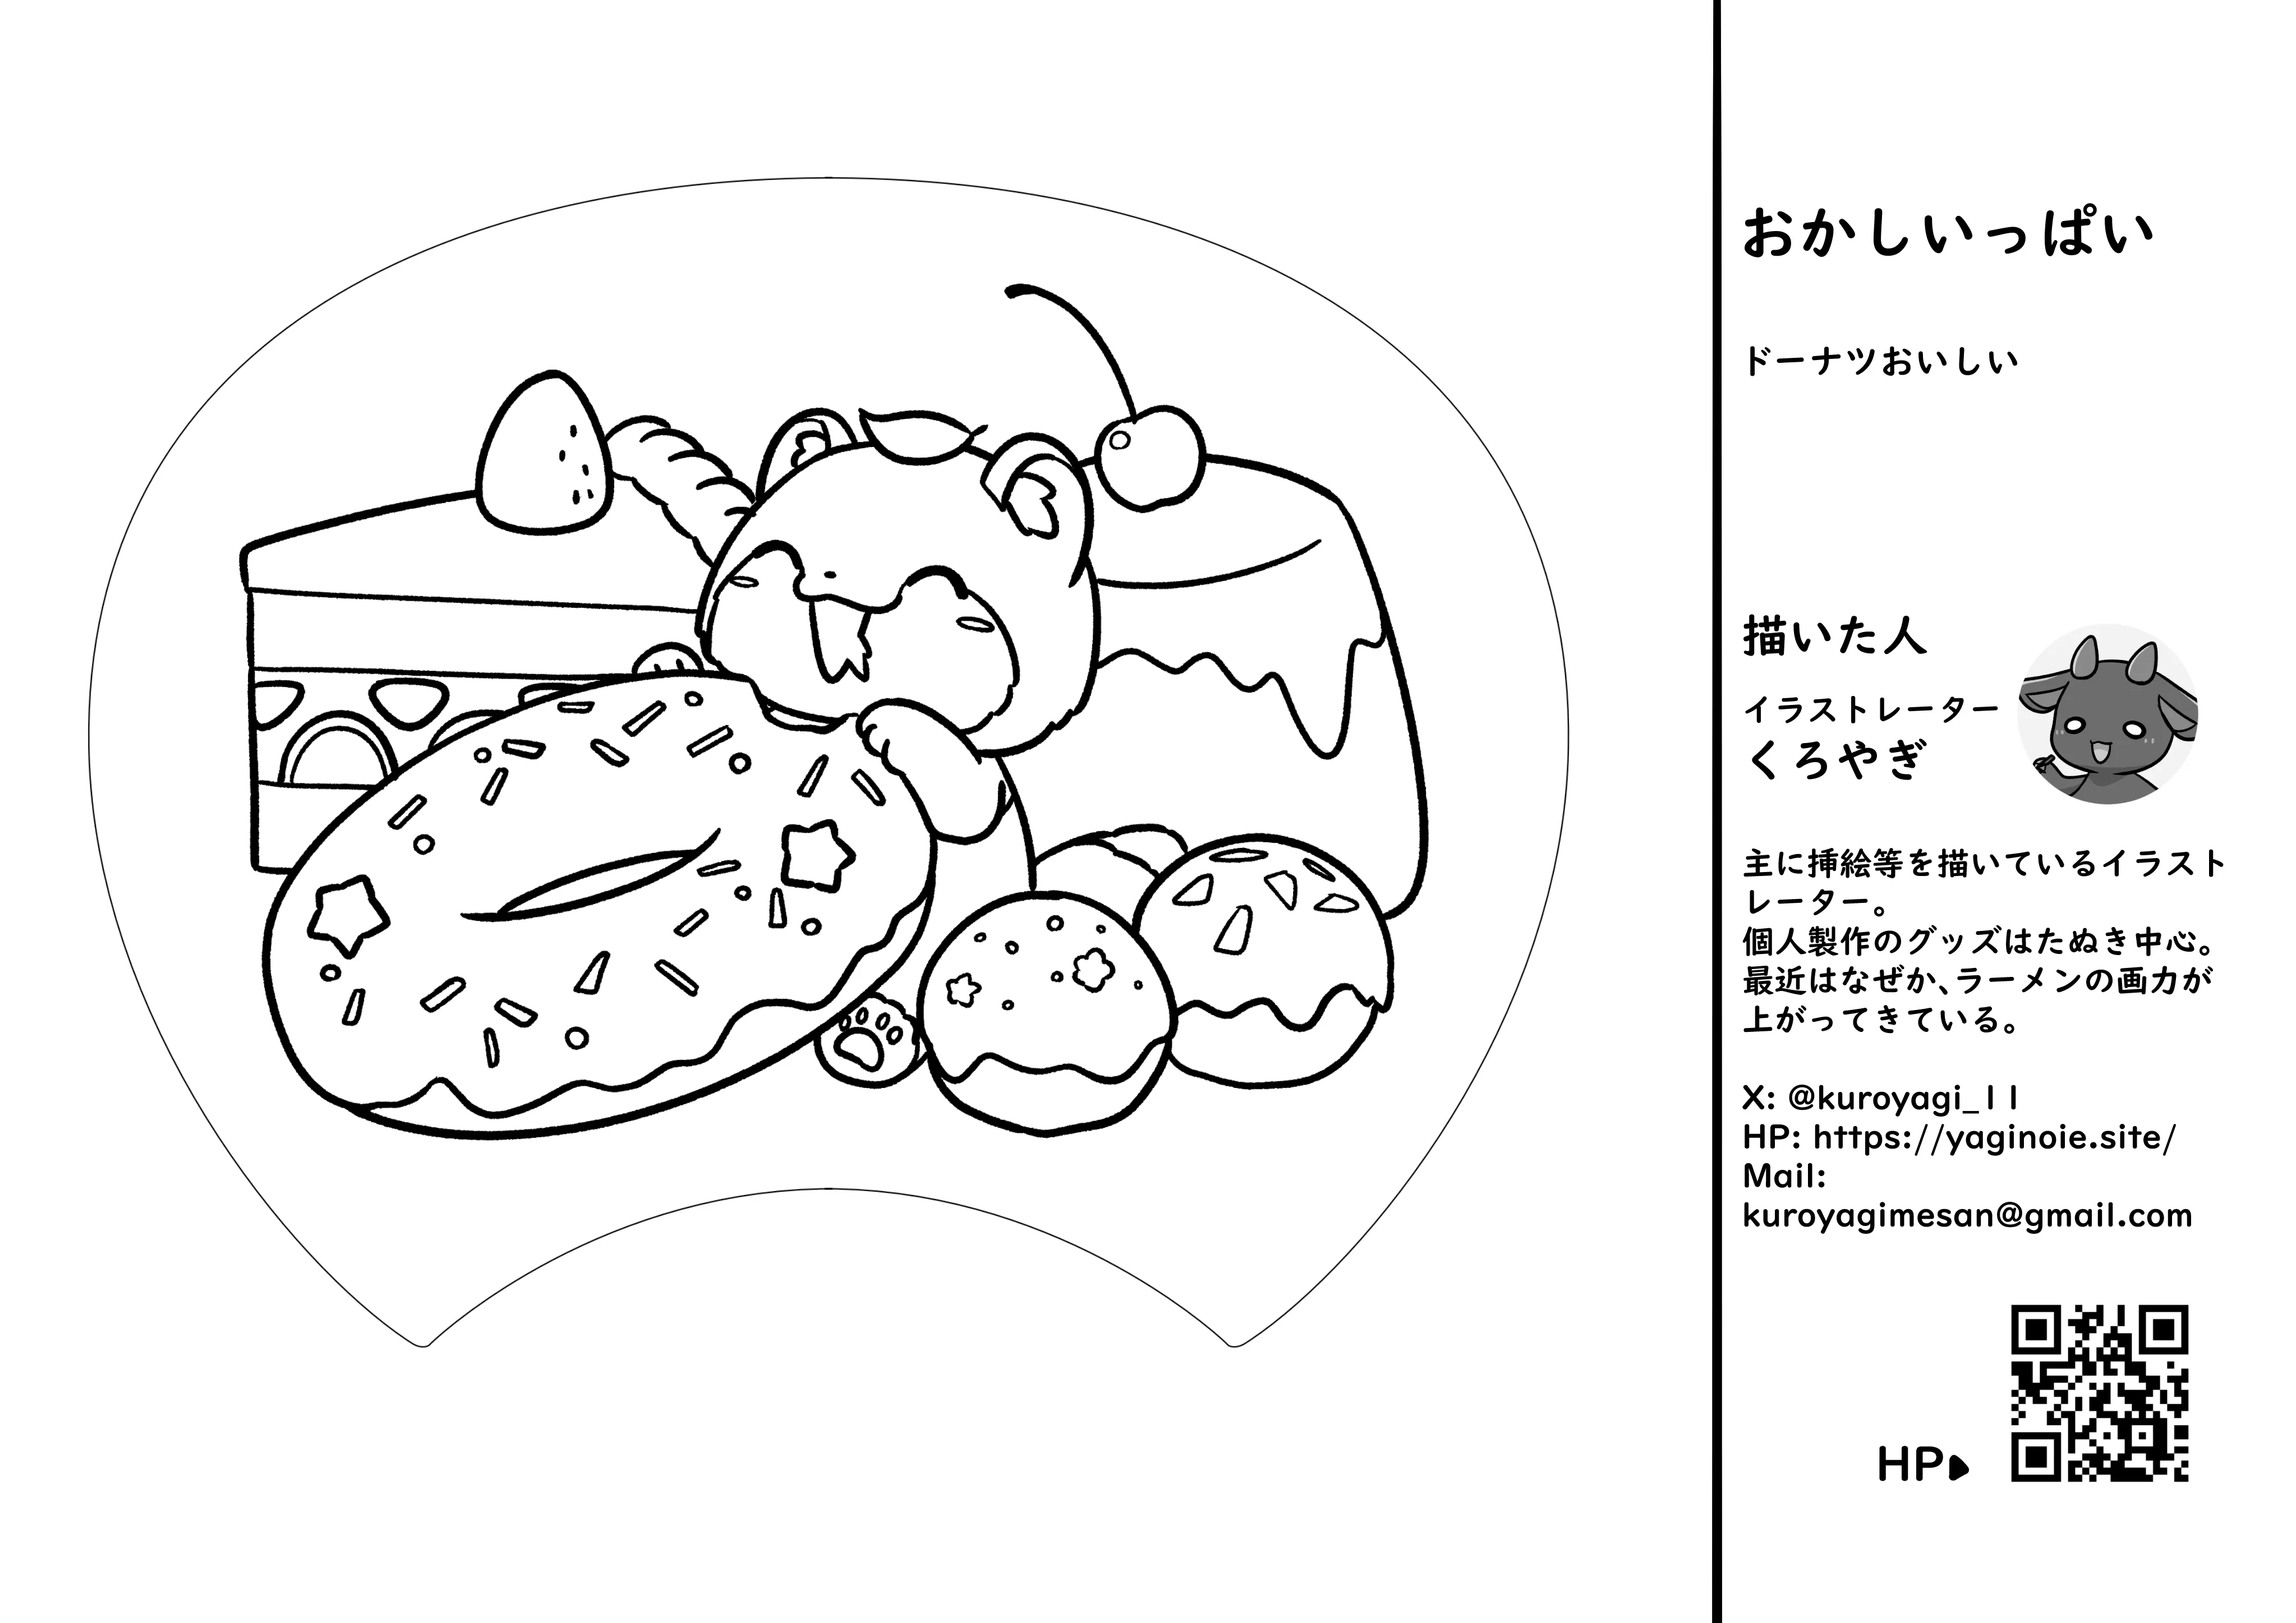 おかしいっぱい
ドーナツおいしい
描いた人
イラストレーター
くろやぎ
主に挿絵等を描いているイラスト
レーター。
個人製作のグッズはたぬき中心。
最近はなぜか、ラーメンの画力が
上がってきている。
X: @kuroyagi_11
HP: https://yaginoie.site/
Mail:
kuroyagimesan@gmail.com
HP▶